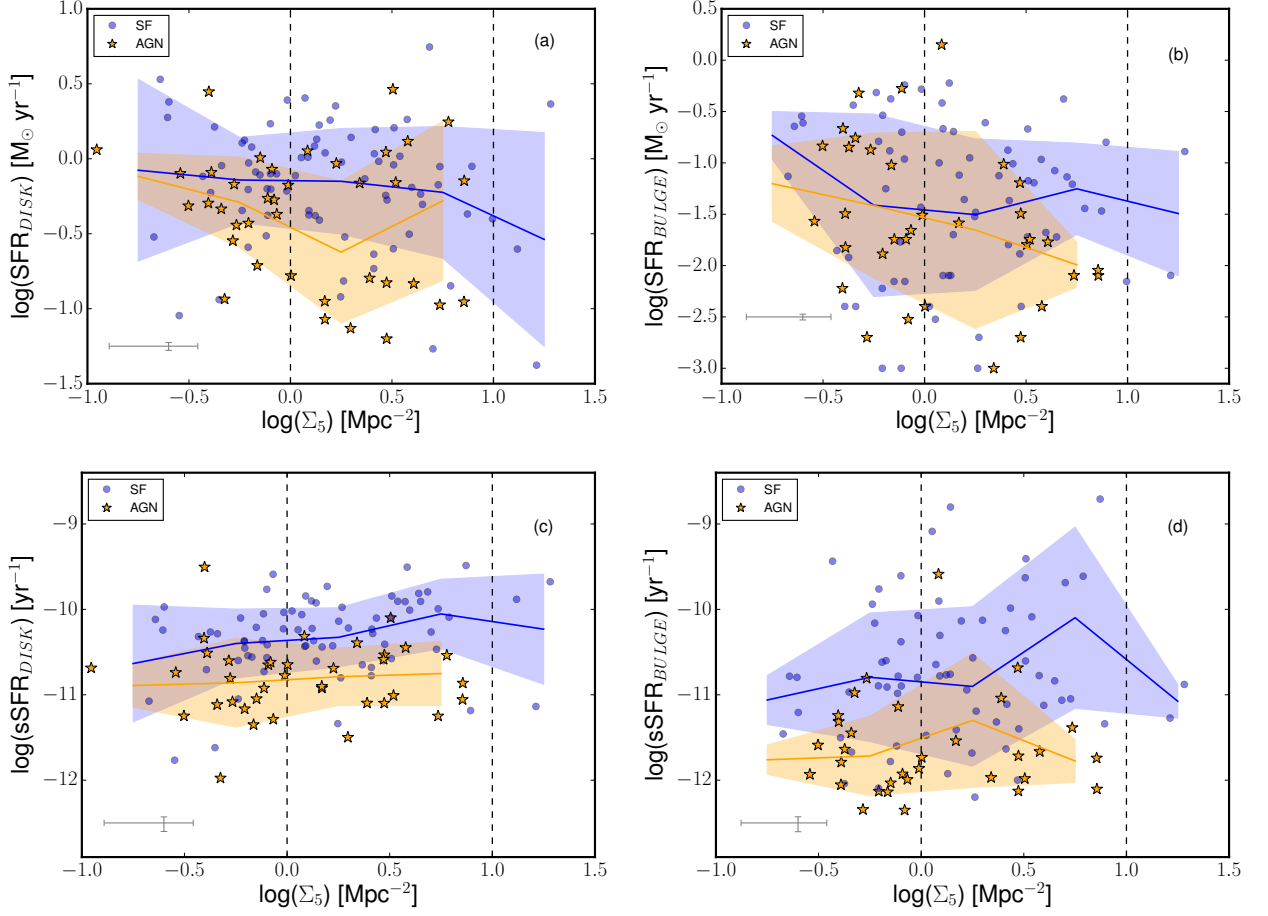 1.0
0.5
0.0
−0.5
−1.0
−1.5
log(SFR_DISK) [M⊙ yr⁻¹]
SF
AGN
(a)
−1.0 −0.5 0.0 0.5 1.0 1.5
log(Σ₅) [Mpc⁻²]
0.5
0.0
−0.5
−1.0
−1.5
−2.0
−2.5
−3.0
log(SFR_BULGE) [M⊙ yr⁻¹]
SF
AGN
(b)
−1.0 −0.5 0.0 0.5 1.0 1.5
log(Σ₅) [Mpc⁻²]
−9
−10
−11
−12
log(sSFR_DISK) [yr⁻¹]
SF
AGN
(c)
−1.0 −0.5 0.0 0.5 1.0 1.5
log(Σ₅) [Mpc⁻²]
−9
−10
−11
−12
log(sSFR_BULGE) [yr⁻¹]
SF
AGN
(d)
−1.0 −0.5 0.0 0.5 1.0 1.5
log(Σ₅) [Mpc⁻²]